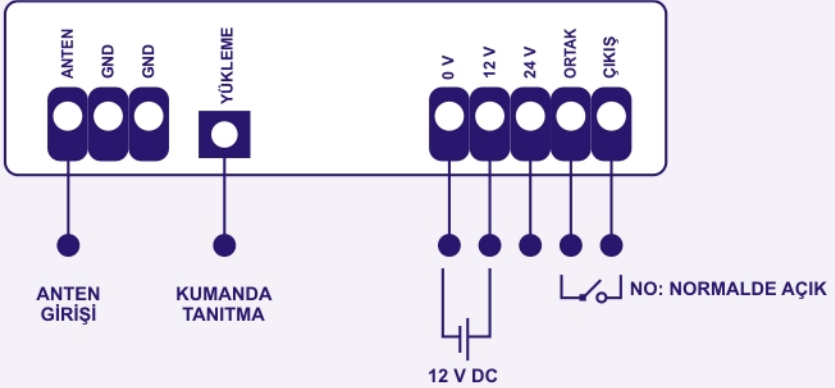 ANTEN
GND
GND
YÜKLEME
0 V
12 V
24 V
ORTAK
ÇIKIŞ
ANTEN
GİRİŞİ
KUMANDA
TANITMA
NO: NORMALDE AÇIK
12 V DC